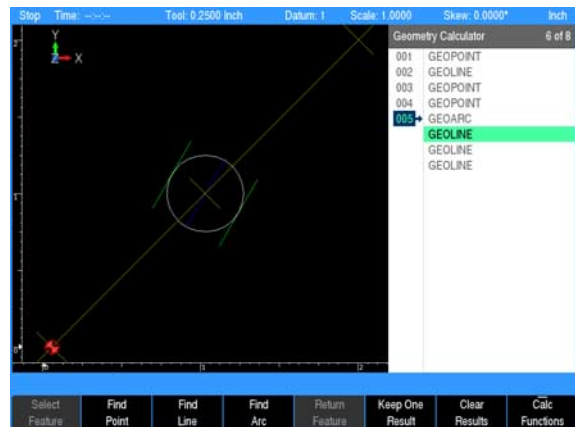 Stop Time: --:--:-- Tool: 0.2500 Inch Datum: 1 Scale: 1.0000 Skew: 0.0000° Inch
Geometry Calculator 6 of 8
Y
Z X
001 GEOPOINT
002 GEOLINE
003 GEOPOINT
004 GEOPOINT
005 GEOARC
GEOLINE
GEOLINE
GEOLINE
2
1
0
0 1 2
Select Feature
Find Point
Find Line
Find Arc
Return Feature
Keep One Result
Clear Results
Calc Functions